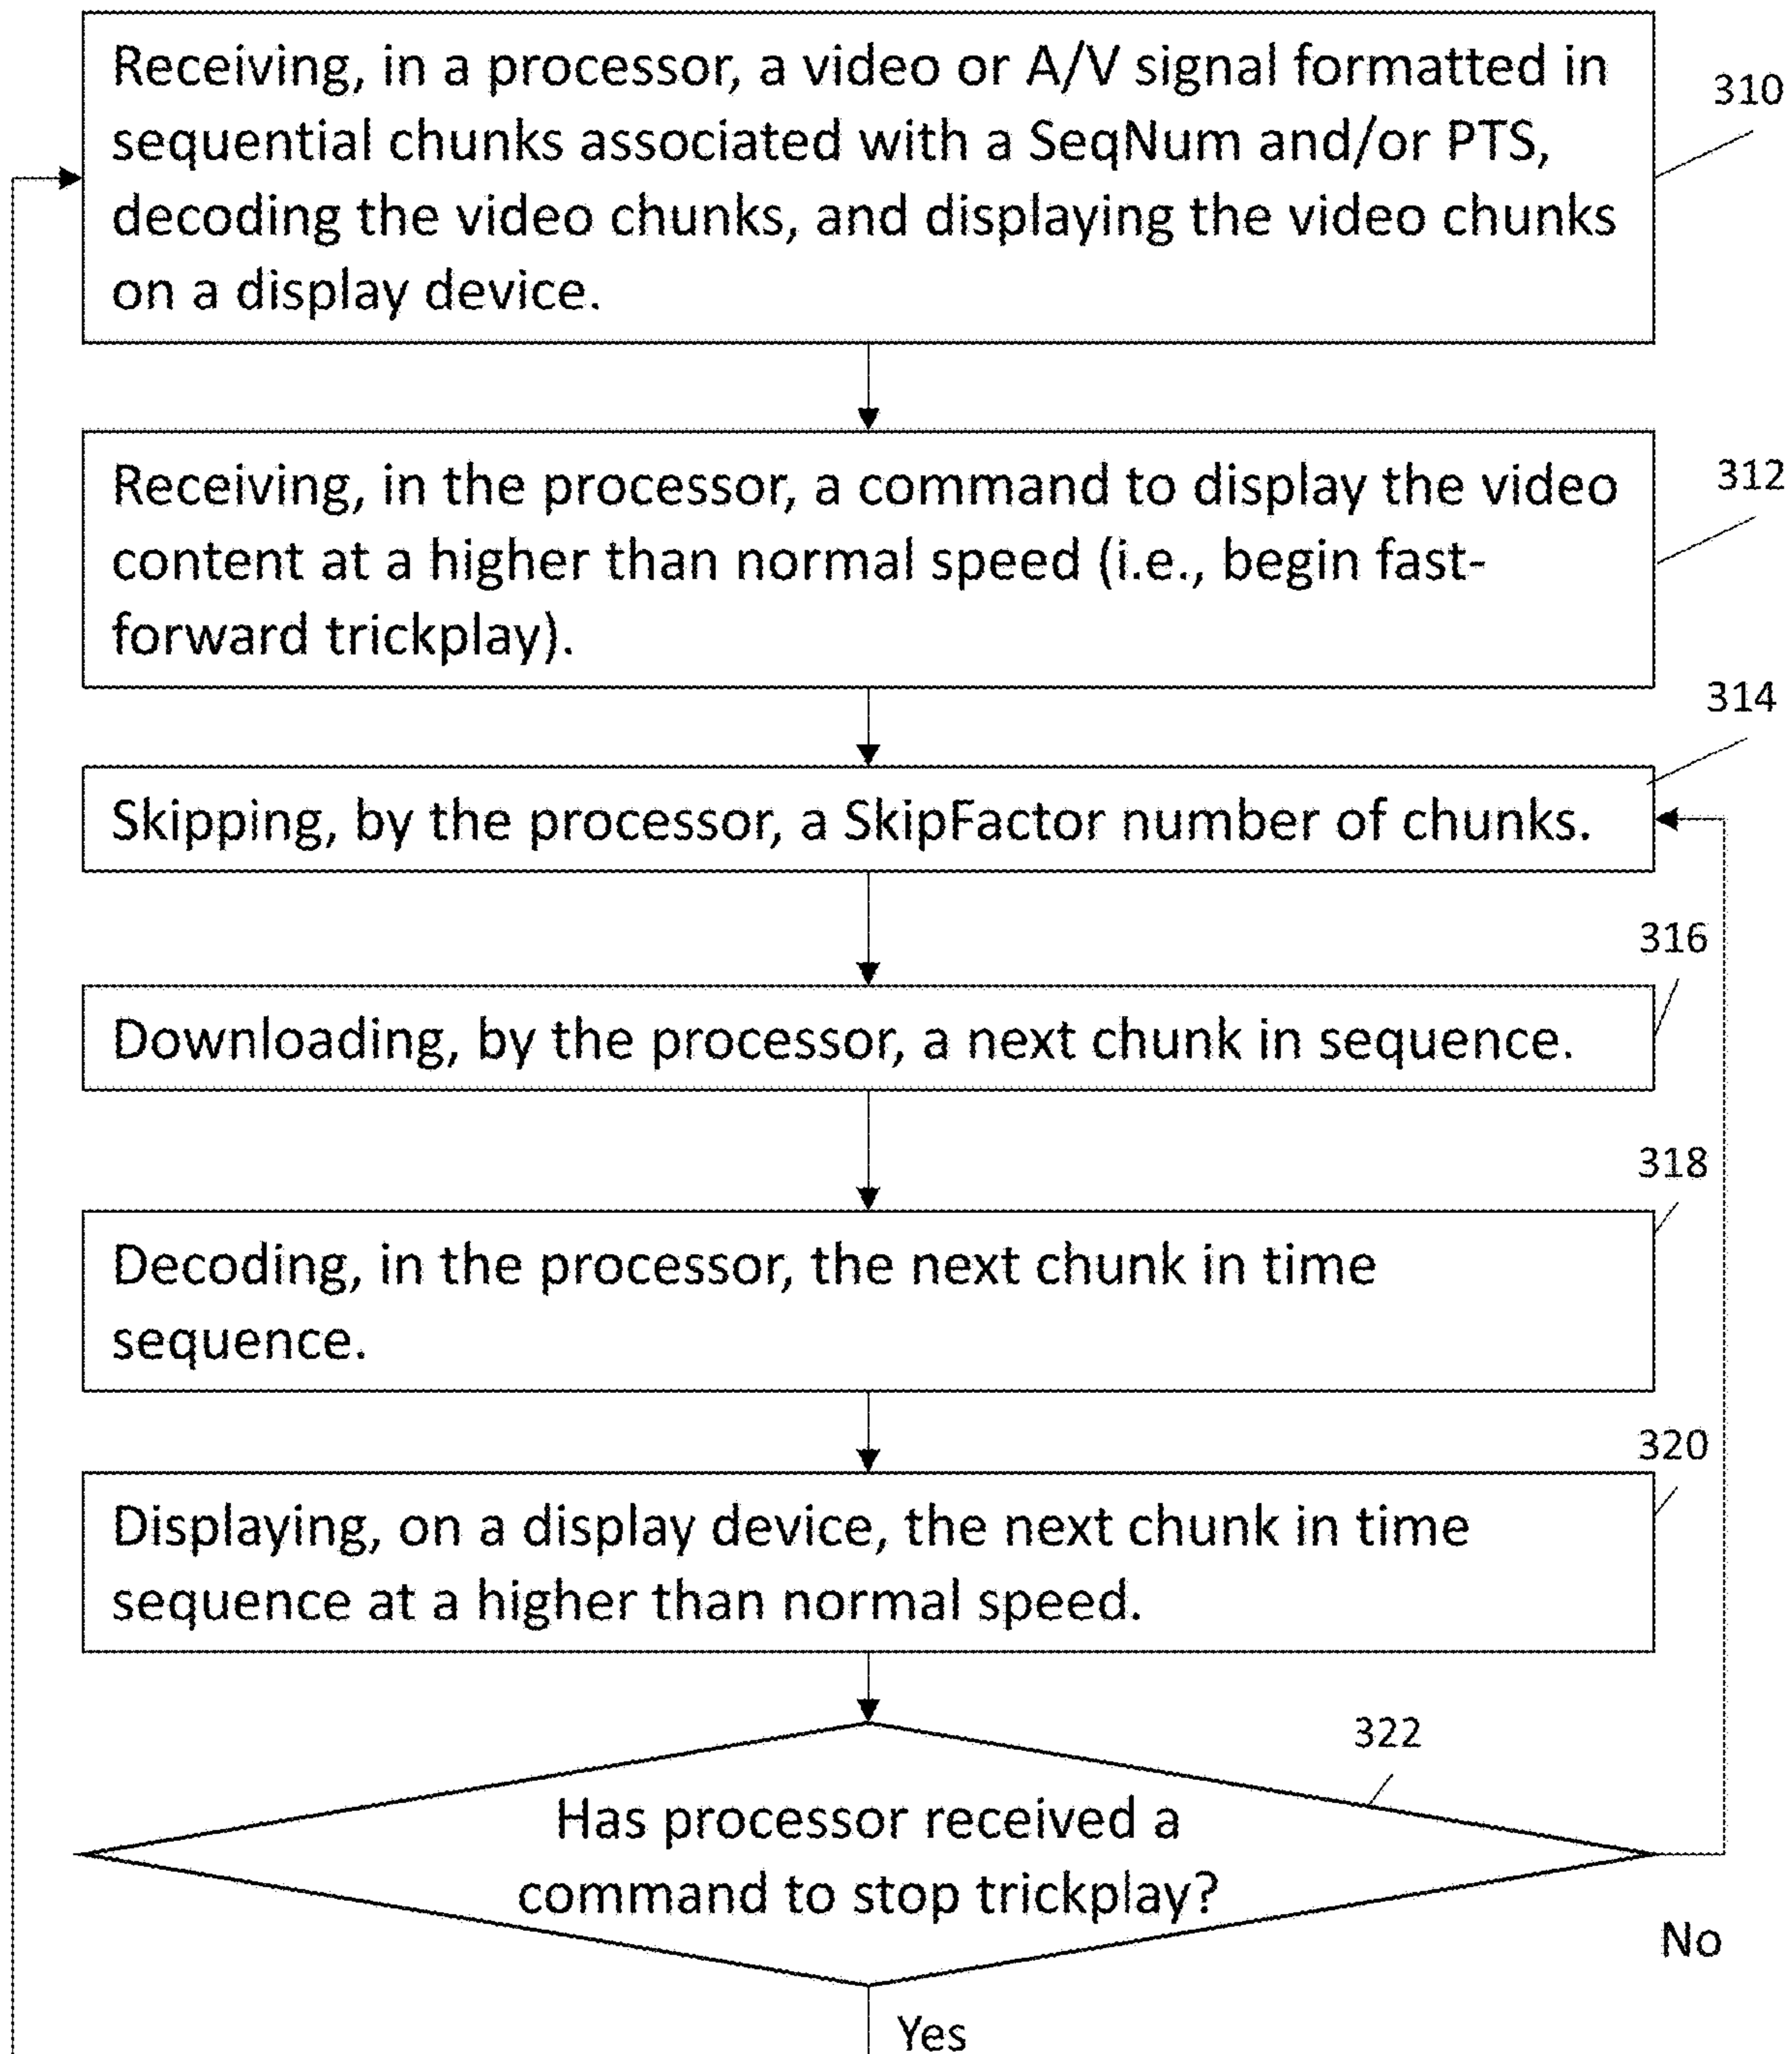 Receiving, in a processor, a video or A/V signal formatted in
sequential chunks associated with a SeqNum and/or PTS,
decoding the video chunks, and displaying the video chunks
on a display device.
310
Receiving, in the processor, a command to display the video
content at a higher than normal speed (i.e., begin fast-
forward trickplay).
312
314
Skipping, by the processor, a SkipFactor number of chunks.
316
Downloading, by the processor, a next chunk in sequence.
318
Decoding, in the processor, the next chunk in time
sequence.
320
Displaying, on a display device, the next chunk in time
sequence at a higher than normal speed.
322
Has processor received a
command to stop trickplay?
No
Yes